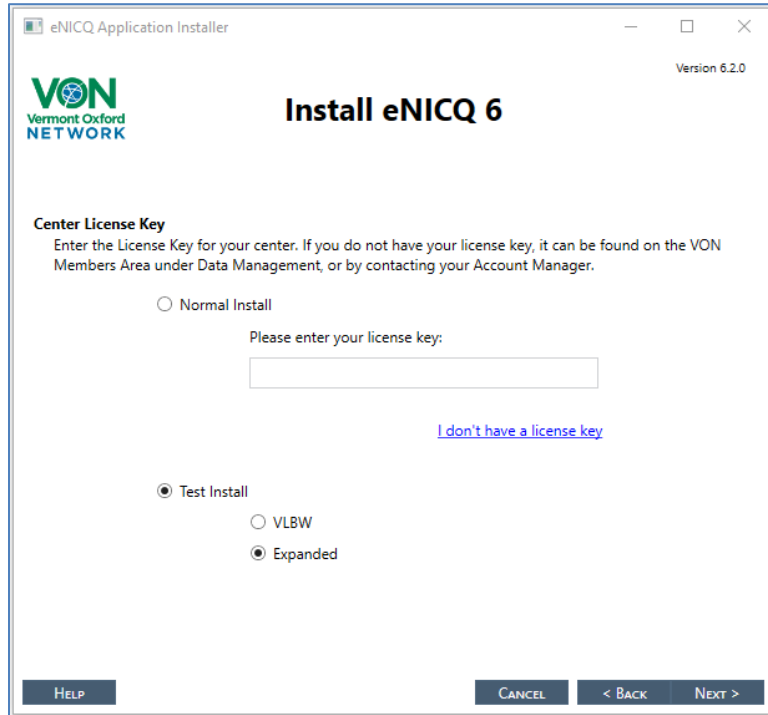 eNICQ Application Installer
Version 6.2.0
VON
Vermont Oxford
NETWORK
Install eNICQ 6
Center License Key
Enter the License Key for your center. If you do not have your license key, it can be found on the VON
Members Area under Data Management, or by contacting your Account Manager.
Normal Install
Please enter your license key:
I don't have a license key
Test Install
VLBW
Expanded
HELP
CANCEL
< BACK
NEXT >